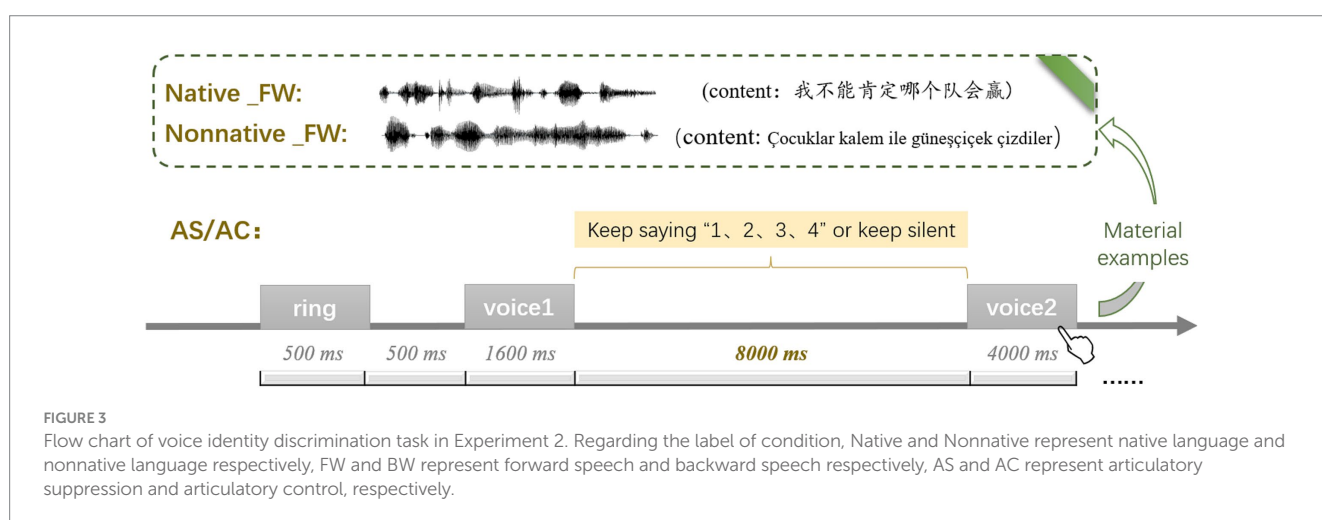 Native _FW:
(content: 我不能肯定哪个队会赢)
Nonnative _FW:
(content: Çocuklar kalem ile güneşçiçek çizdiler)
AS/AC:
Keep saying “1、2、3、4” or keep silent
Material
examples
ring
voice1
voice2
500 ms
500 ms
1600 ms
8000 ms
4000 ms
......
FIGURE 3
Flow chart of voice identity discrimination task in Experiment 2. Regarding the label of condition, Native and Nonnative represent native language and
nonnative language respectively, FW and BW represent forward speech and backward speech respectively, AS and AC represent articulatory
suppression and articulatory control, respectively.